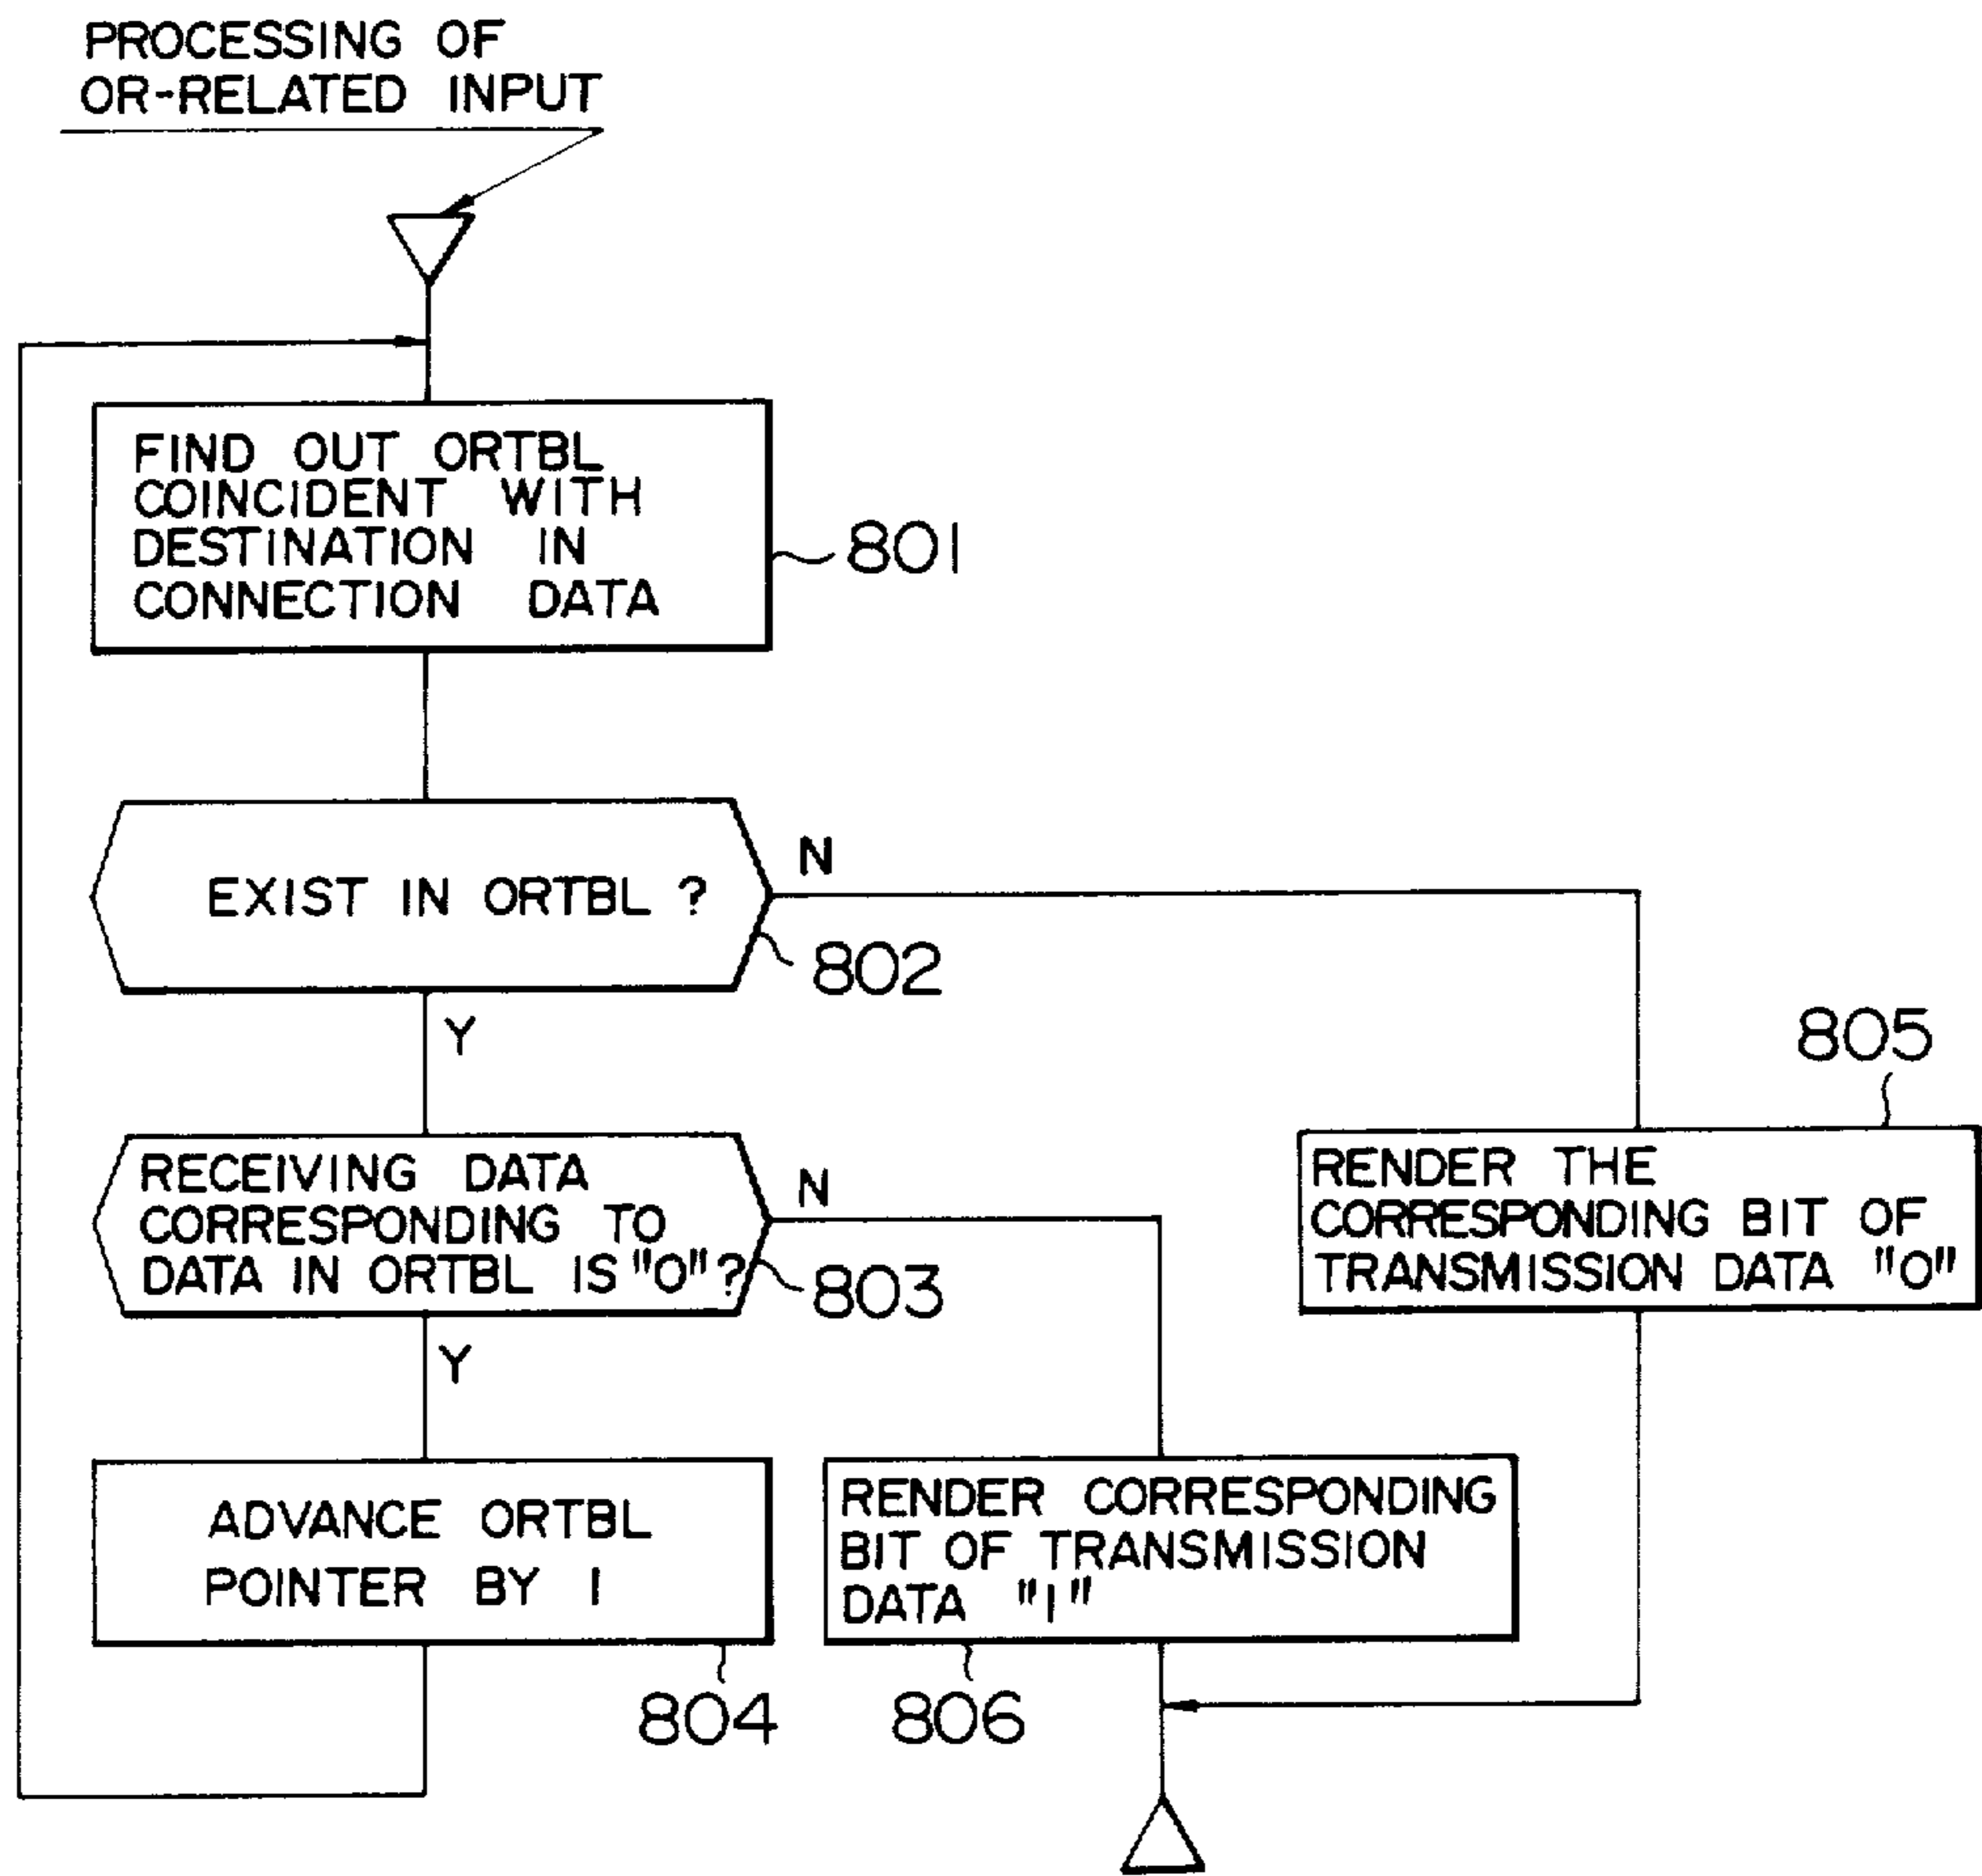 PROCESSING OF
OR-RELATED INPUT
FIND OUT ORTBL
COINCIDENT WITH
DESTINATION IN
CONNECTION DATA
801
EXIST IN ORTBL ?
N
802
Y
RECEIVING DATA
CORRESPONDING TO
DATA IN ORTBL IS "0"?
N
803
Y
805
RENDER THE
CORRESPONDING BIT OF
TRANSMISSION DATA "0"
ADVANCE ORTBL
POINTER BY 1
804
RENDER CORRESPONDING
BIT OF TRANSMISSION
DATA "1"
806